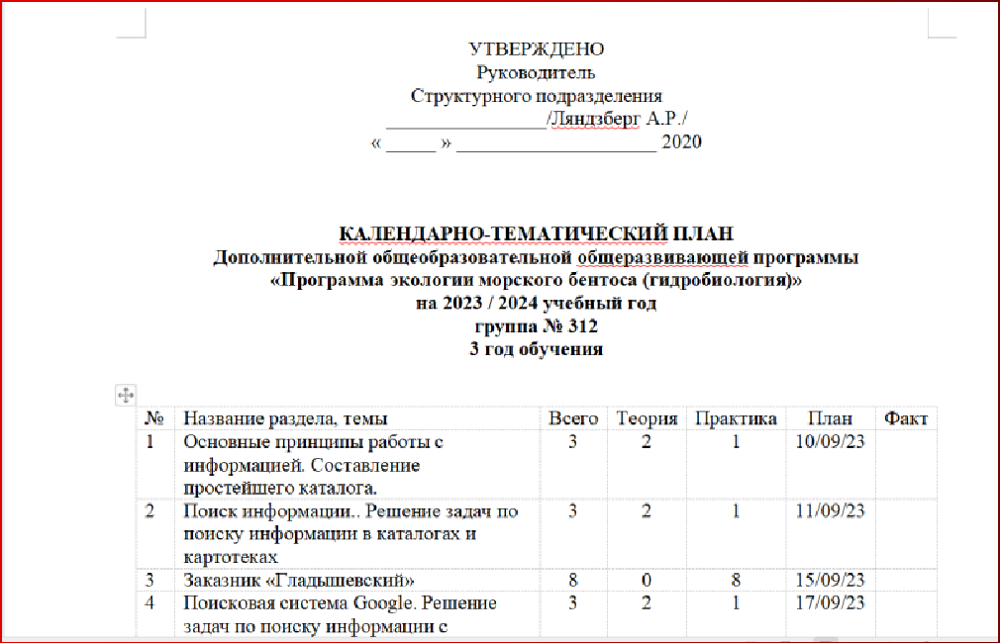 УТВЕРЖДЕНО
Руководитель
Структурного подразделения
_________________/Ляндзберг А.Р./
« _____ » _____________________ 2020
КАЛЕНДАРНО-ТЕМАТИЧЕСКИЙ ПЛАН
Дополнительной общеобразовательной общеразвивающей программы
«Программа экологии морского бентоса (гидробиология)»
на 2023 / 2024 учебный год
группа № 312
3 год обучения
№ Название раздела, темы Всего Теория Практика План Факт
1 Основные принципы работы с 3 2 1 10/09/23
информацией. Составление
простейшего каталога.
2 Поиск информации.. Решение задач по 3 2 1 11/09/23
поиску информации в каталогах и
картотеках
3 Заказник «Гладышевский» 8 0 8 15/09/23
4 Поисковая система Google. Решение 3 2 1 17/09/23
задач по поиску информации с